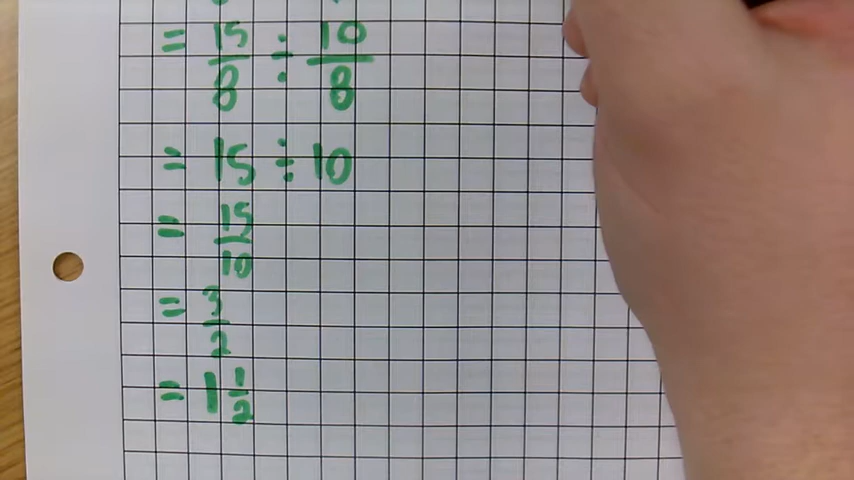 = 15/8 ÷ 10/8
= 15 ÷ 10
= 15/10
= 3/2
= 1 1/2